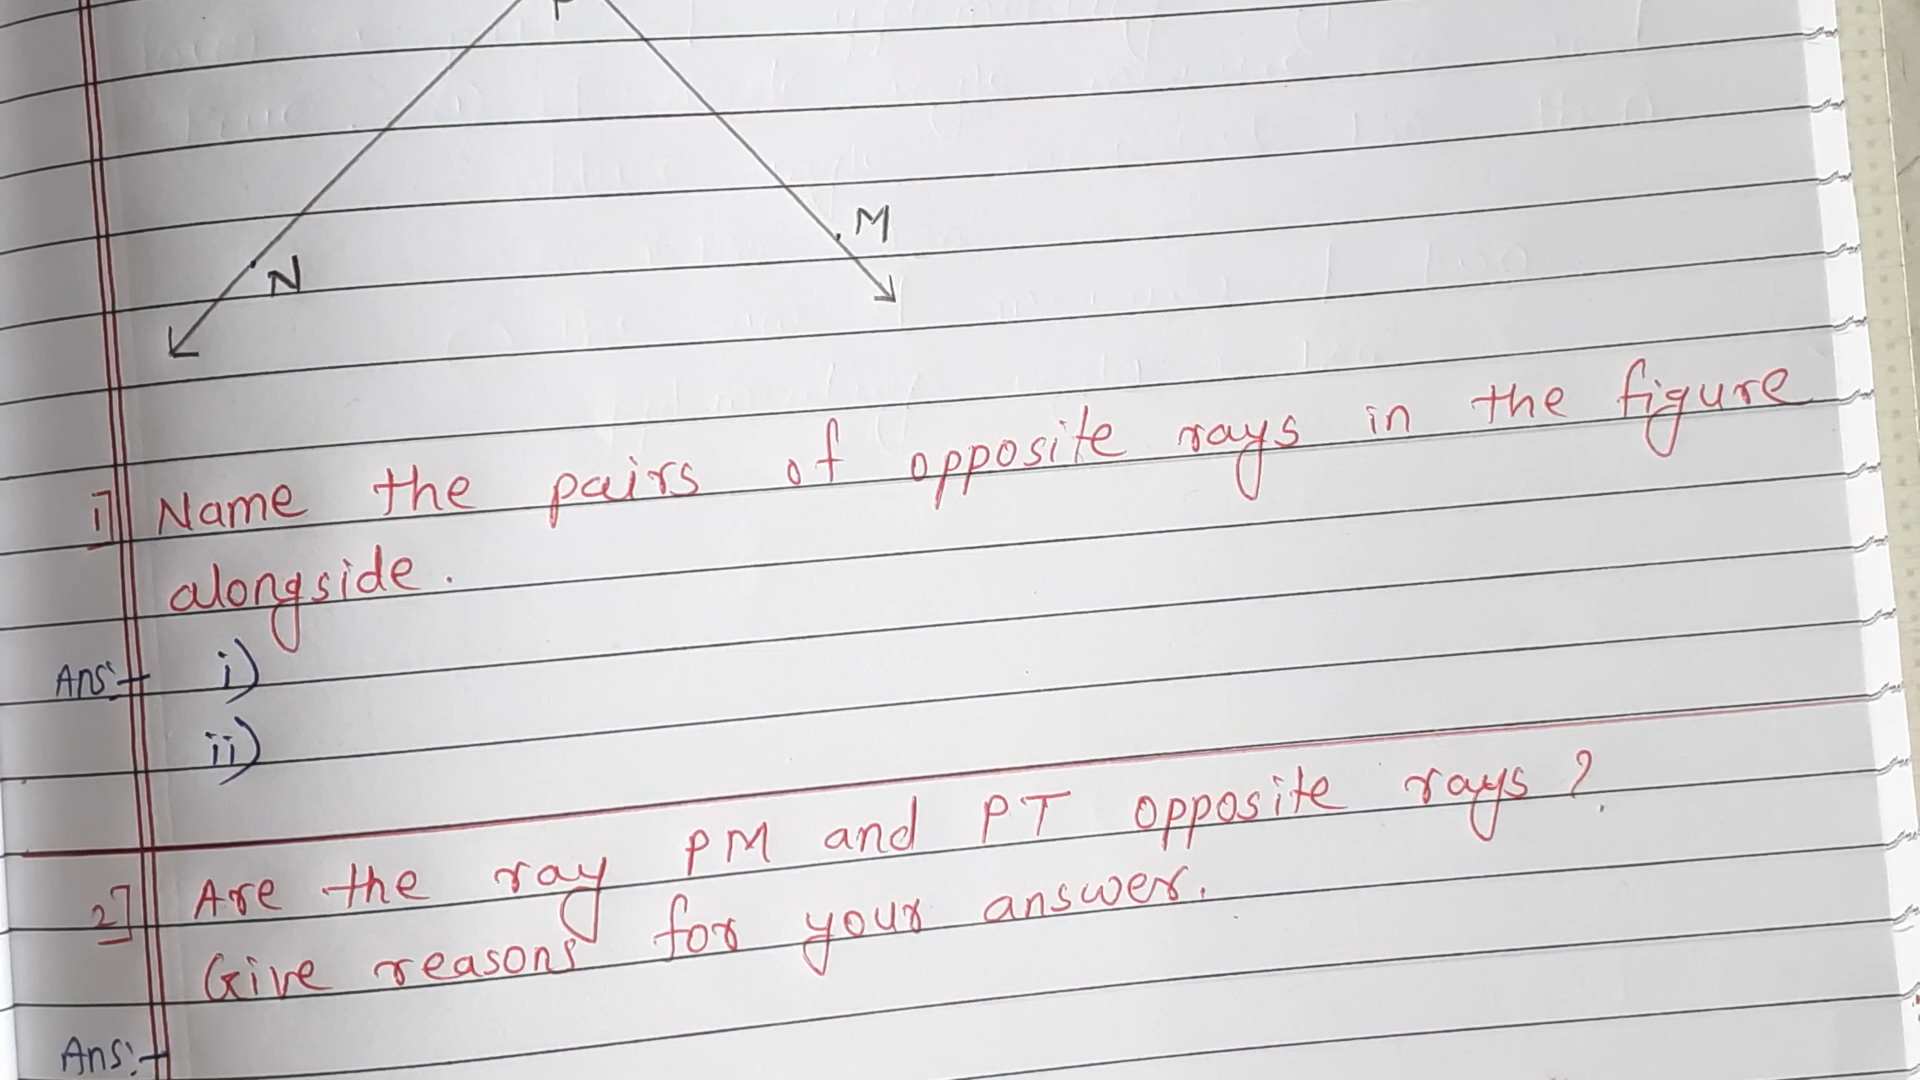 N
M
1] Name the pairs of opposite rays in the figure
alongside.
Ans:- i)
ii)
2] Are the ray PM and PT opposite rays?
Give reasons for your answer.
Ans:-